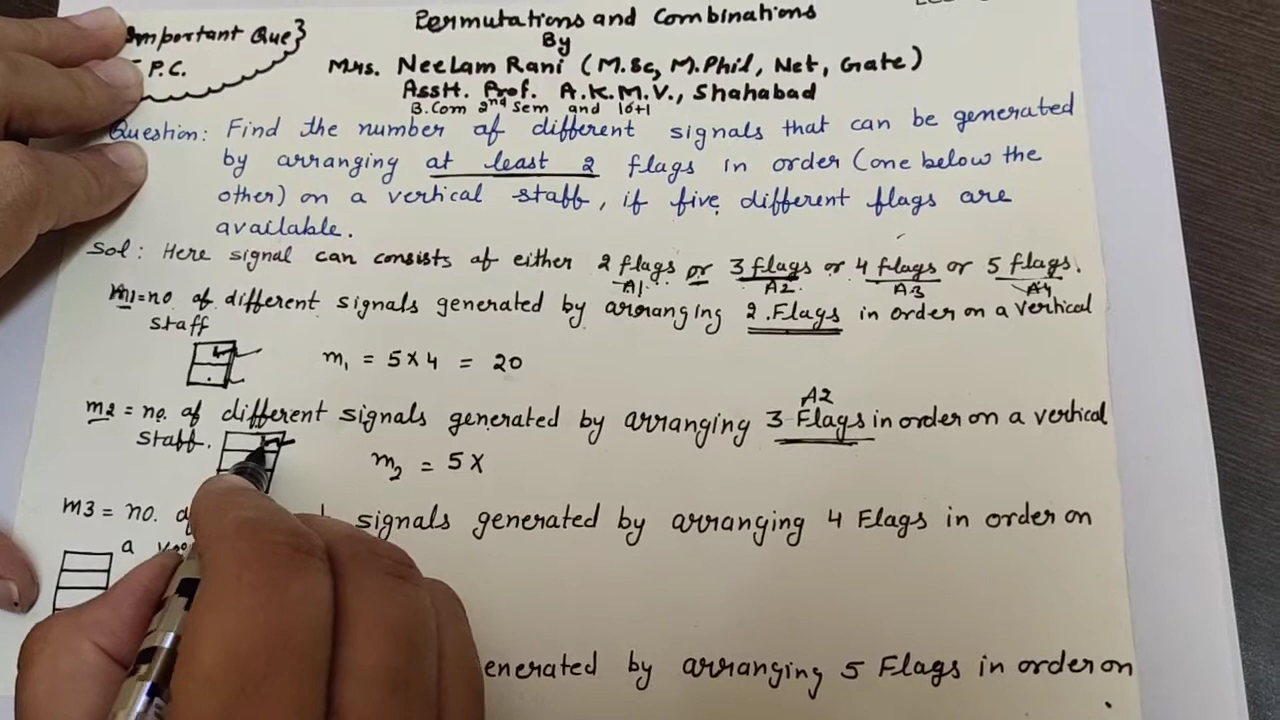 Important Que}
P.C.
Permutations and Combinations
By
Mrs. Neelam Rani (M.Sc, M.Phil, Net, Gate)
Asstt. Prof. A.K.M.V., Shahabad
B.Com 2nd Sem and 10+1
Question: Find the number of different signals that can be generated
by arranging at least 2 flags in order (one below the
other) on a vertical staff, if five different flags are
available.
Sol: Here signal can consists of either 2 flags or 3 flags or 4 flags or 5 flags.
A1 A2 A3 A4
m1 = no of different signals generated by arranging 2 Flags in order on a vertical
staff
m1 = 5 × 4 = 20
A2
m2 = no. of different signals generated by arranging 3 Flags in order on a vertical
staff.
m2 = 5 ×
m3 = no. signals generated by arranging 4 Flags in order on
a
enerated by arranging 5 Flags in order on